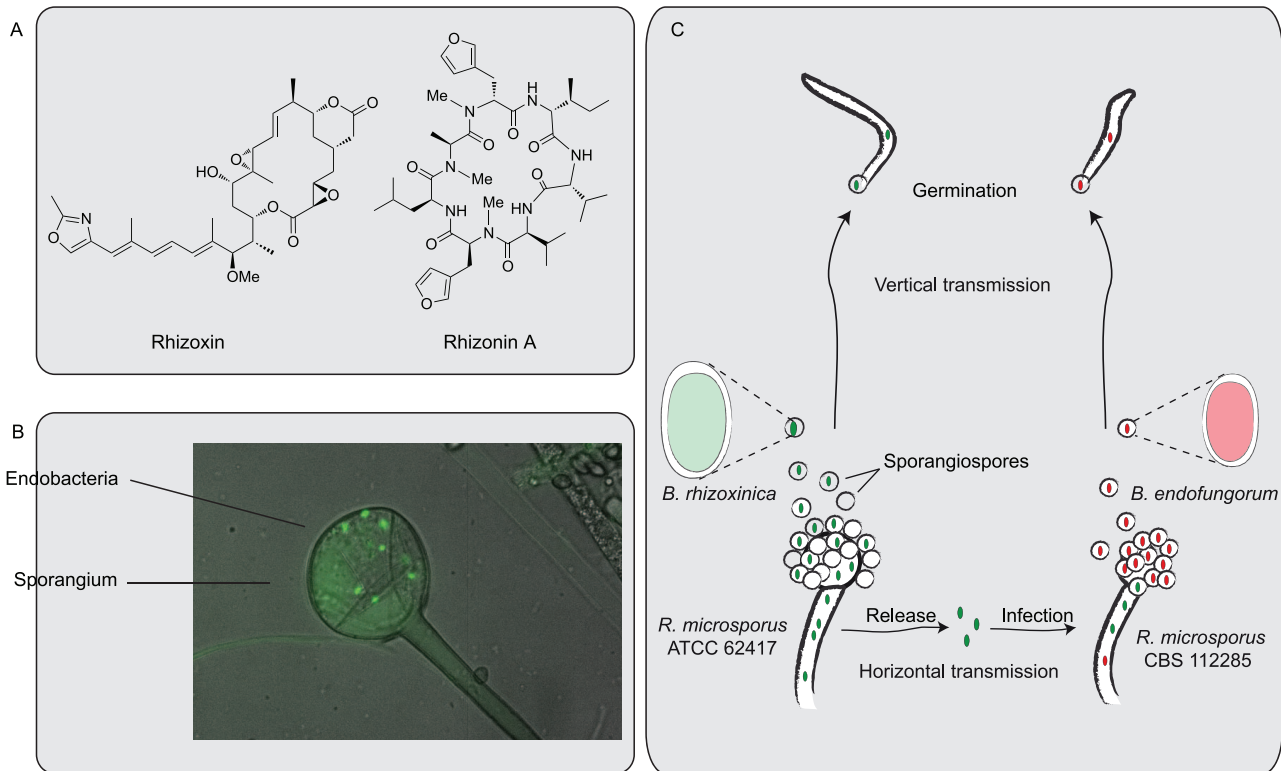 A
O
O
O
O
HO
O
O
N
O
OMe
Rhizoxin
O
Me
N
O
H
N
O
O
N
Me
NH
O
O
NH
O
Me
N
HN
O
N
H
O
O
O
Rhizonin A
B
Endobacteria
Sporangium
C
Germination
Vertical transmission
Sporangiospores
B. rhizoxinica
B. endofungorum
R. microsporus
ATCC 62417
Release
Infection
Horizontal transmission
R. microsporus
CBS 112285